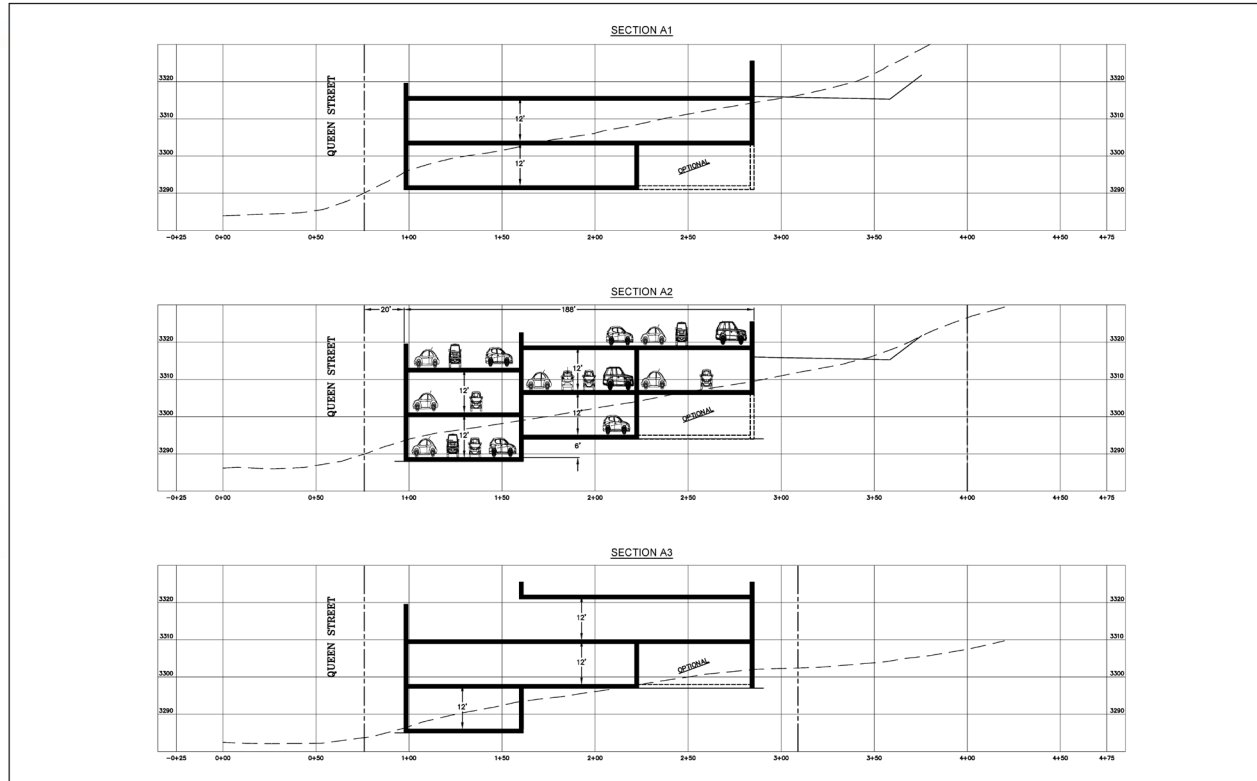 SECTION A1
3320 3320
3310 3310
3300 3300
3290 3290
QUEEN STREET
12'
12'
OPTIONAL
-0+25 0+00 0+50 1+00 1+50 2+00 2+50 3+00 3+50 4+00 4+50 4+75
SECTION A2
20' 188'
3320 3320
3310 3310
3300 3300
3290 3290
QUEEN STREET
12'
12'
12'
12'
6'
OPTIONAL
-0+25 0+00 0+50 1+00 1+50 2+00 2+50 3+00 3+50 4+00 4+50 4+75
SECTION A3
3320 3320
3310 3310
3300 3300
3290 3290
QUEEN STREET
12'
12'
12'
OPTIONAL
-0+25 0+00 0+50 1+00 1+50 2+00 2+50 3+00 3+50 4+00 4+50 4+75